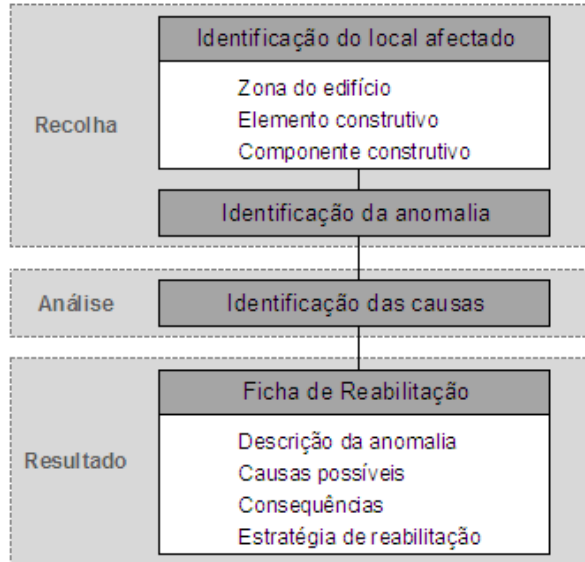 Identificação do local afectado
Zona do edifício
Recolha
Elemento construtivo
Componente construtivo
Identificação da anomalia
Análise
Identificação das causas
Ficha de Reabilitação
Descrição da anomalia
Resultado
Causas possíveis
Consequências
Estratégia de reabilitação